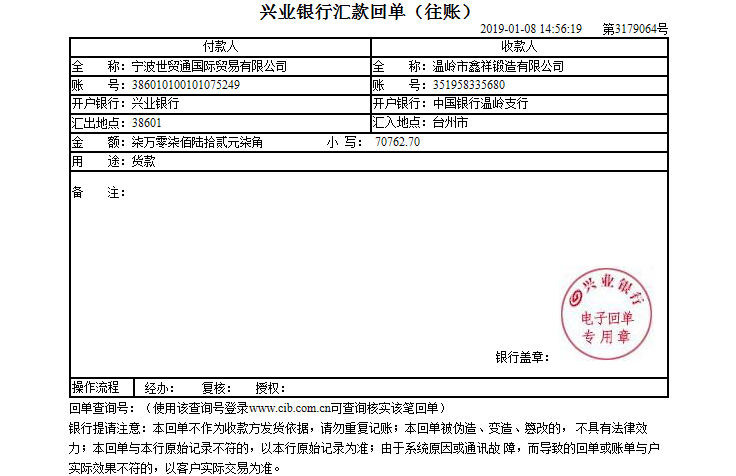 兴业银行汇款回单（往账）
2019-01-08 14:56:19 第3179064号
付款人 收款人
全 称：宁波世贸通国际贸易有限公司 全 称：温岭市鑫祥锻造有限公司
账 号：386010100101075249 账 号：351958335680
开户银行：兴业银行 开户银行：中国银行温岭支行
汇出地点：38601 汇入地点：台州市
金 额：柒万零柒佰陆拾贰元柒角 小 写： 70762.70
用 途：货款
备 注：
兴业银行
电子回单
专用章
银行盖章：
操作流程 经办： 复核： 授权：
回单查询号：（使用该查询号登录www.cib.com.cn可查询核实该笔回单）
银行提请注意：本回单不作为收款方发货依据，请勿重复记账；本回单被伪造、变造、篡改的，不具有法律效
力；本回单与本行原始记录不符的，以本行原始记录为准；由于系统原因或通讯故 障，而导致的回单或账单与户
实际效果不符的，以客户实际交易为准。